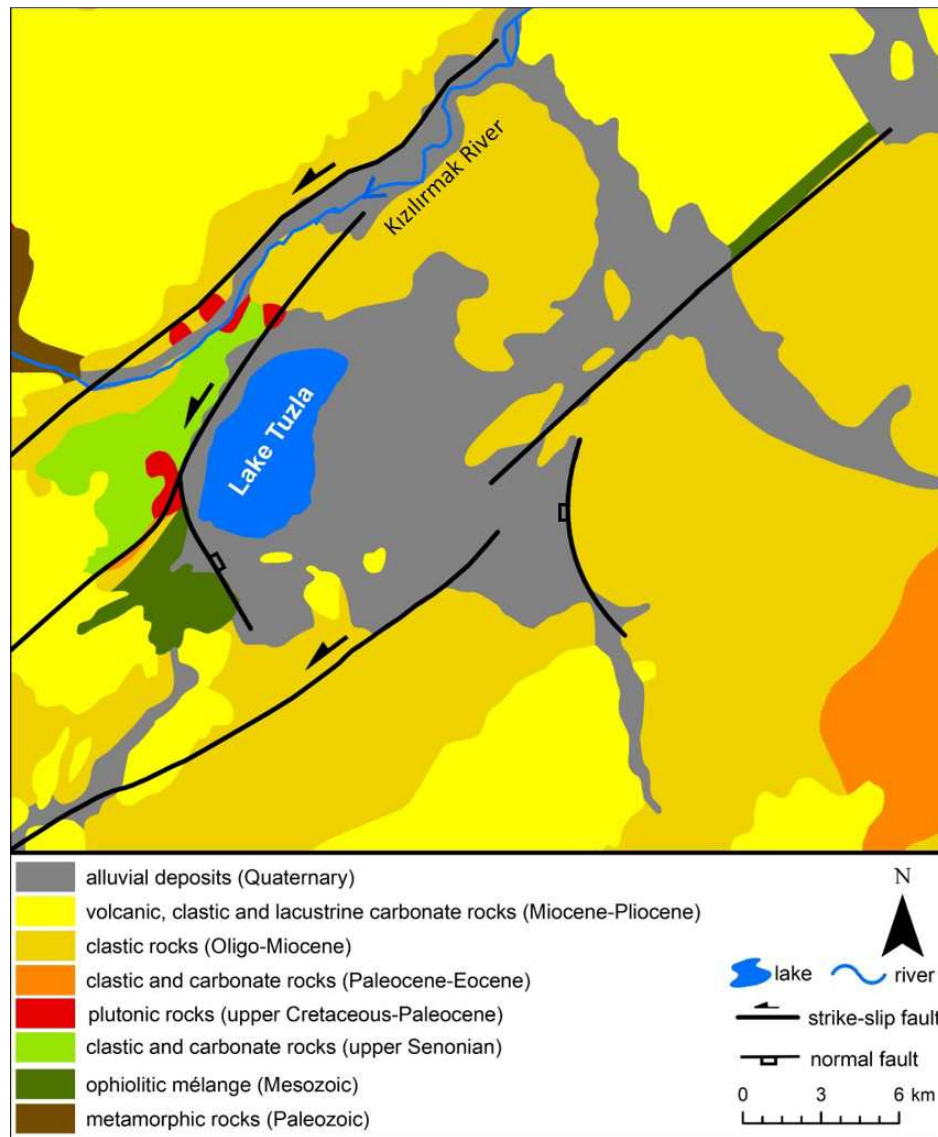 Kızılırmak River
Lake Tuzla
alluvial deposits (Quaternary)
volcanic, clastic and lacustrine carbonate rocks (Miocene-Pliocene)
clastic rocks (Oligo-Miocene)
clastic and carbonate rocks (Paleocene-Eocene)
plutonic rocks (upper Cretaceous-Paleocene)
clastic and carbonate rocks (upper Senonian)
ophiolitic mélange (Mesozoic)
metamorphic rocks (Paleozoic)
N
lake river
strike-slip fault
normal fault
0 3 6 km